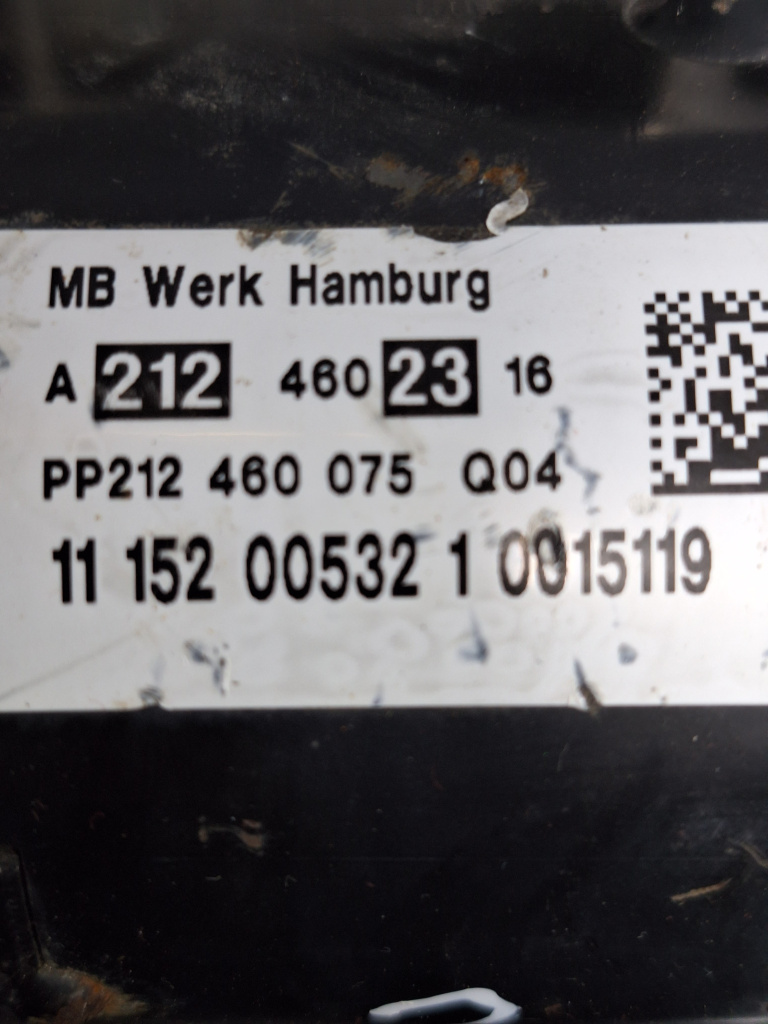 MB Werk Hamburg
A 212 460 23 16
PP212 460 075 Q04
11 152 00532 1 0015119